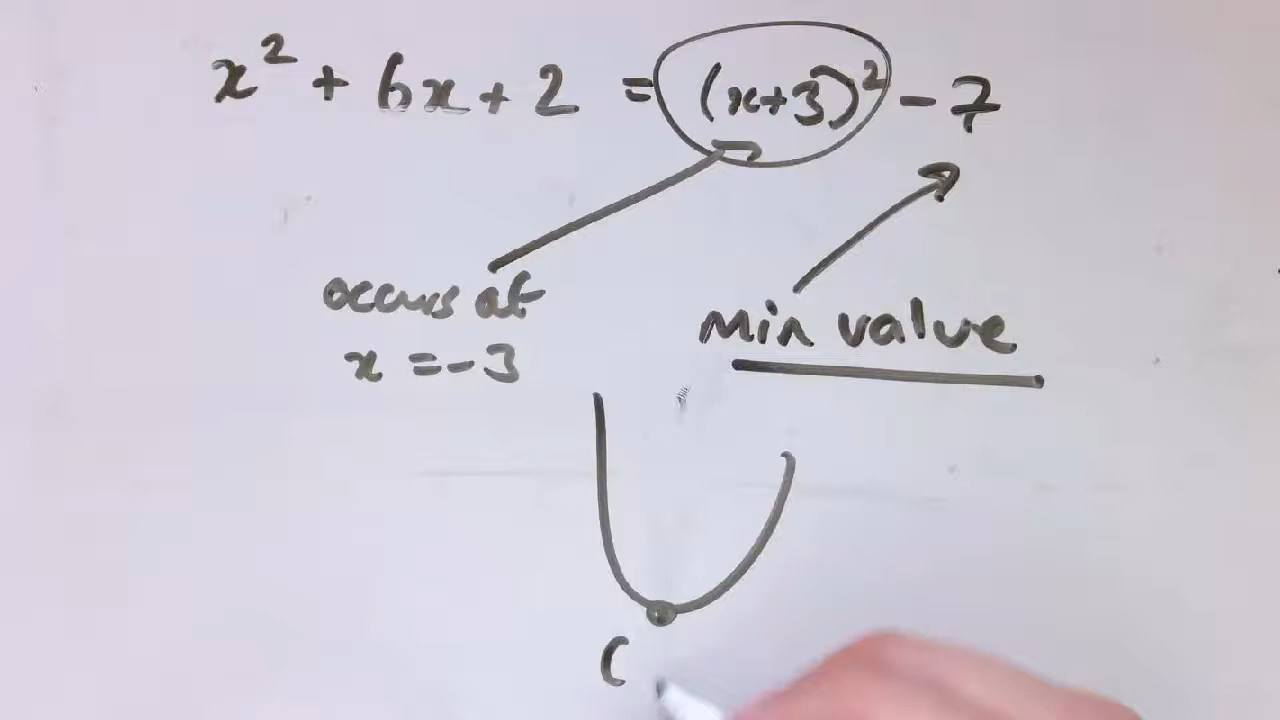 x² + 6x + 2 = (x+3)² - 7
occurs at
x = -3
Min value
(